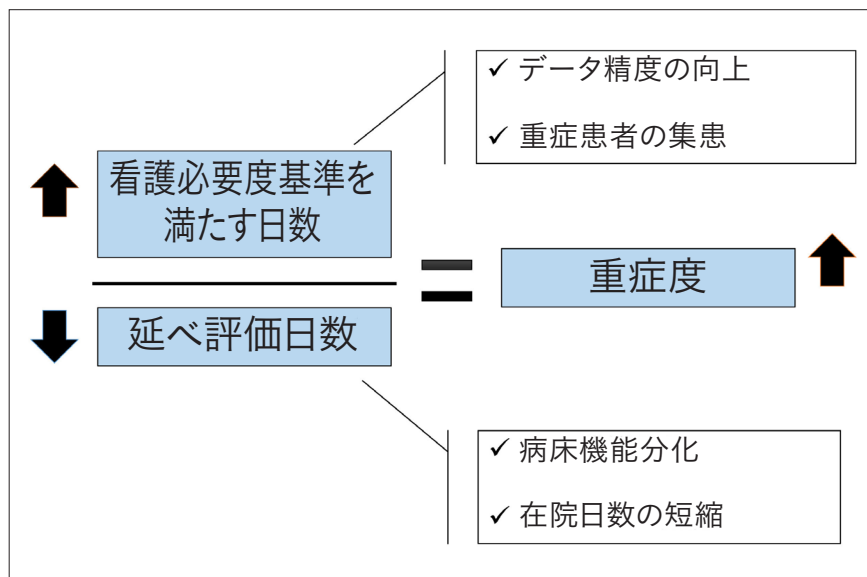 ✓ データ精度の向上
✓ 重症患者の集患
看護必要度基準を
満たす日数
=
重症度
延べ評価日数
✓ 病床機能分化
✓ 在院日数の短縮